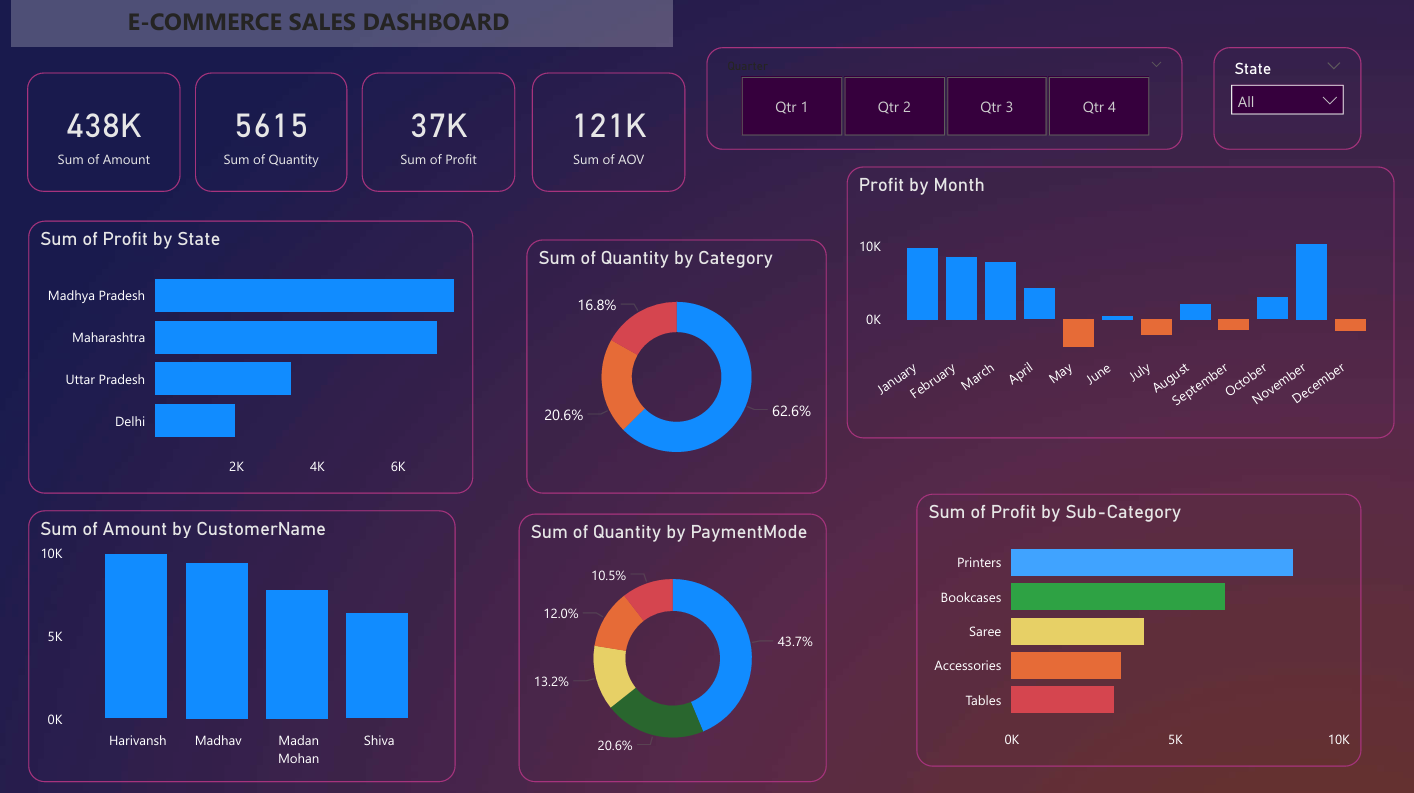 E-COMMERCE SALES DASHBOARD
438K
Sum of Amount
5615
Sum of Quantity
37K
Sum of Profit
121K
Sum of AOV
Qtr 1
Qtr 2
Qtr 3
Qtr 4
State
All
Sum of Profit by State
Madhya Pradesh
Maharashtra
Uttar Pradesh
Delhi
2K
4K
6K
Sum of Quantity by Category
16.8%
20.6%
62.6%
Profit by Month
10K
0K
January
February
March
April
May
June
July
August
September
October
November
December
Sum of Amount by CustomerName
10K
5K
0K
Harivansh
Madhav
Madan
Mohan
Shiva
Sum of Quantity by PaymentMode
10.5%
12.0%
13.2%
20.6%
43.7%
Sum of Profit by Sub-Category
Printers
Bookcases
Saree
Accessories
Tables
0K
5K
10K